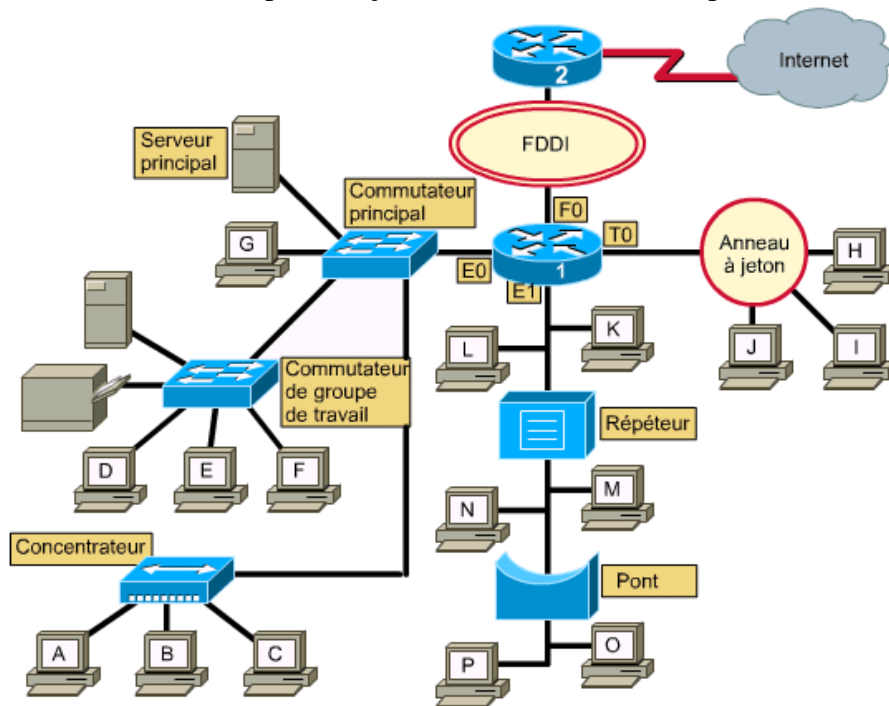 2
Internet
FDDI
Serveur
principal
Commutateur
principal
G
F0
T0
E0
1
E1
Anneau
à jeton
H
J
I
K
L
Commutateur
de groupe
de travail
Répéteur
D
E
F
M
N
Concentrateur
Pont
A
B
C
P
O